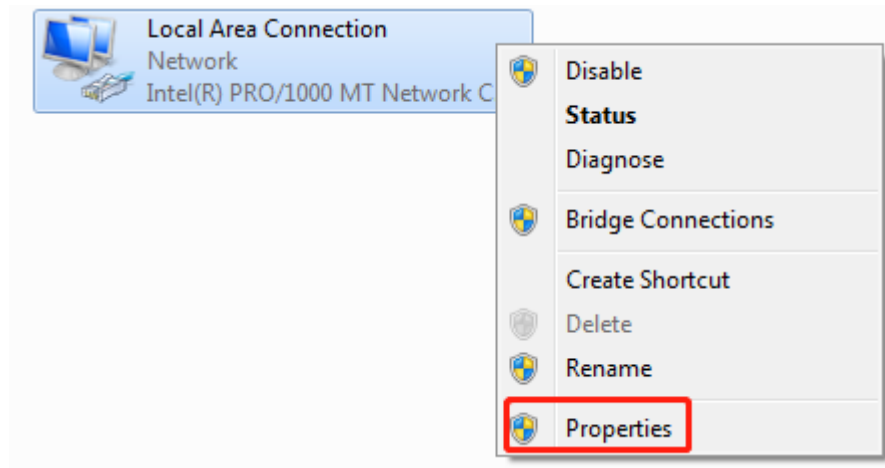 Local Area Connection
Network
Intel(R) PRO/1000 MT Network C
Disable
Status
Diagnose
Bridge Connections
Create Shortcut
Delete
Rename
Properties